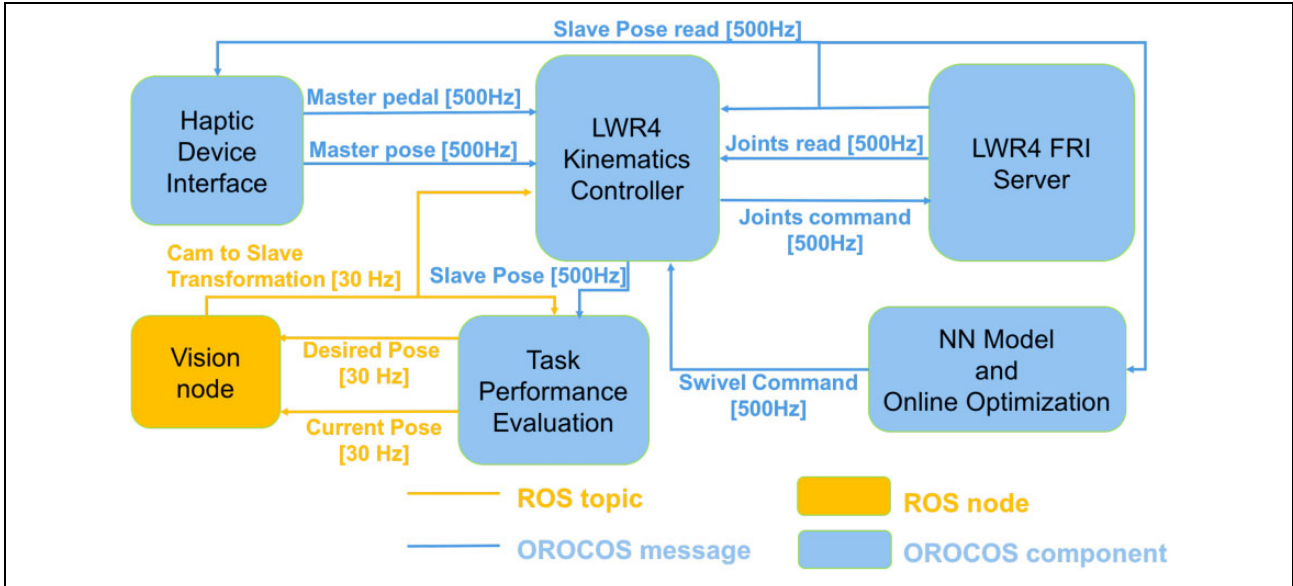 Slave Pose read [500Hz]
Haptic
Device
Interface
Master pedal [500Hz]
Master pose [500Hz]
LWR4
Kinematics
Controller
Joints read [500Hz]
Joints command
[500Hz]
LWR4 FRI
Server
Cam to Slave
Transformation [30 Hz]
Slave Pose [500Hz]
Vision
node
Desired Pose
[30 Hz]
Current Pose
[30 Hz]
Task
Performance
Evaluation
Swivel Command
[500Hz]
NN Model
and
Online Optimization
ROS topic
ROS node
OROCOS message
OROCOS component